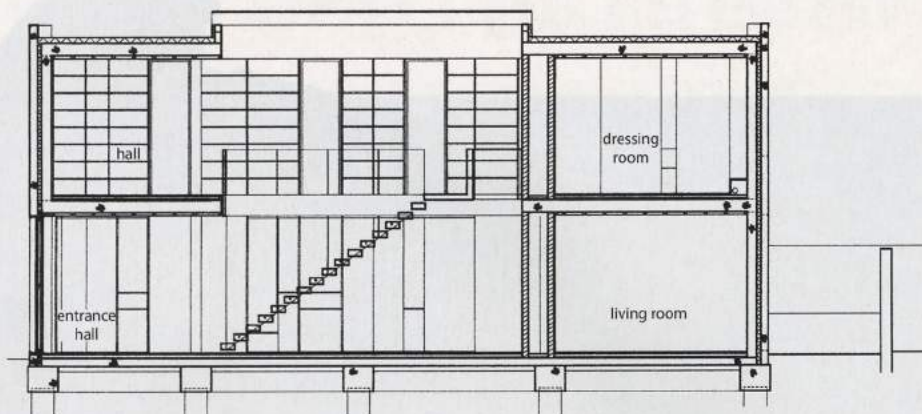 hall
dressing
room
entrance
hall
living room